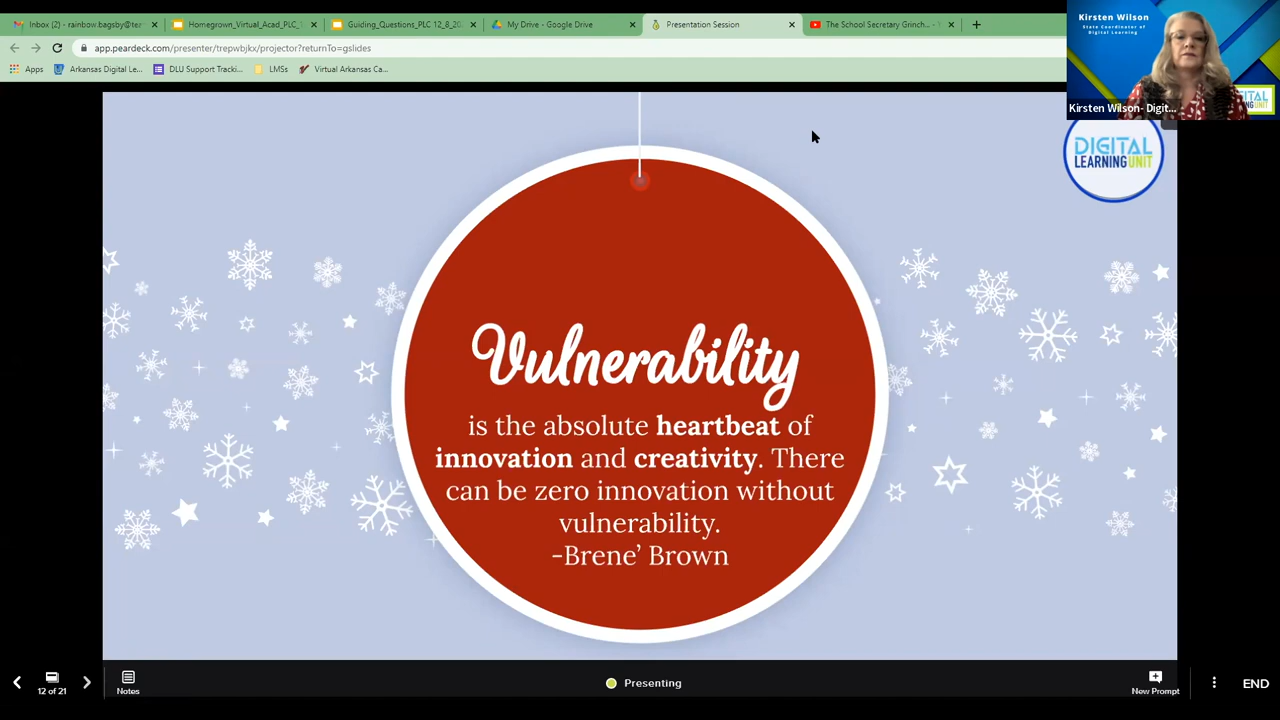 Inbox (2) - rainbow.bagsby@te
Homegrown_Virtual_Acad_PLC_
Guiding_Questions_PLC 12_8_20
My Drive - Google Drive
Presentation Session
The School Secretary Grinch... -
app.peardeck.com/presenter/trepwbjkx/projector?returnTo=gslides
Apps
Arkansas Digital Le...
DLU Support Tracki...
LMSs
Virtual Arkansas Ca...
Kirsten Wilson
State Coordinator of
Digital Learning
Kirsten Wilson- Digit...
DIGITAL
LEARNING UNIT
Vulnerability
is the absolute heartbeat of
innovation and creativity. There
can be zero innovation without
vulnerability.
-Brene’ Brown
12 of 21
Notes
Presenting
New Prompt
END